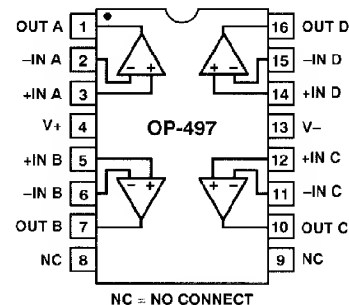 OUT A 1 16 OUT D
–IN A 2 15 –IN D
– + + –
+IN A 3 14 +IN D
V+ 4 OP-497 13 V–
+IN B 5 12 +IN C
– + + –
–IN B 6 11 –IN C
OUT B 7 10 OUT C
NC 8 9 NC
NC = NO CONNECT